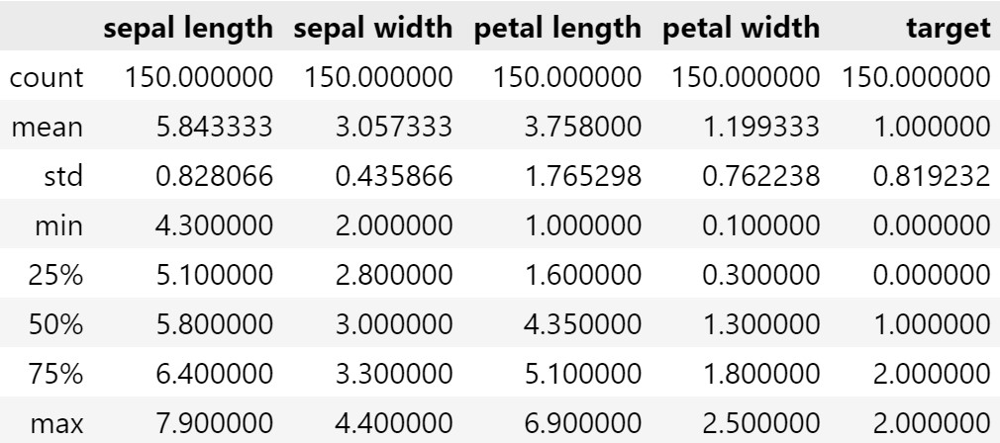 sepal length sepal width petal length petal width target
count 150.000000 150.000000 150.000000 150.000000 150.000000
mean 5.843333 3.057333 3.758000 1.199333 1.000000
std 0.828066 0.435866 1.765298 0.762238 0.819232
min 4.300000 2.000000 1.000000 0.100000 0.000000
25% 5.100000 2.800000 1.600000 0.300000 0.000000
50% 5.800000 3.000000 4.350000 1.300000 1.000000
75% 6.400000 3.300000 5.100000 1.800000 2.000000
max 7.900000 4.400000 6.900000 2.500000 2.000000